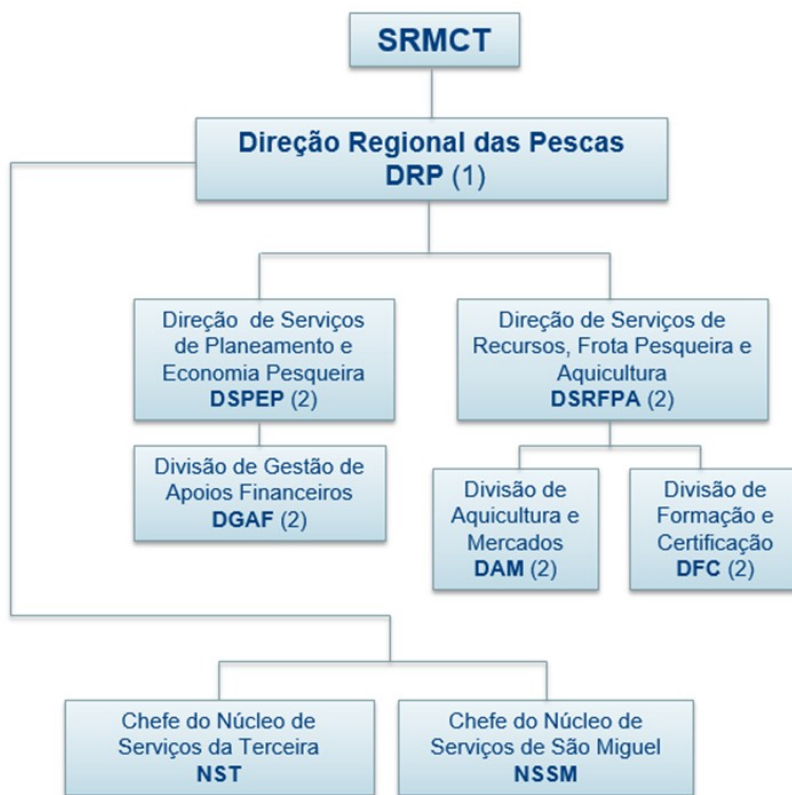 SRMCT
Direção Regional das Pescas
DRP (1)
Direção de Serviços
de Planeamento e
Economia Pesqueira
DSPEP (2)
Direção de Serviços de
Recursos, Frota Pesqueira e
Aquicultura
DSRFPA (2)
Divisão de Gestão de
Apoios Financeiros
DGAF (2)
Divisão de
Aquicultura e
Mercados
DAM (2)
Divisão de
Formação e
Certificação
DFC (2)
Chefe do Núcleo de
Serviços da Terceira
NST
Chefe do Núcleo de
Serviços de São Miguel
NSSM